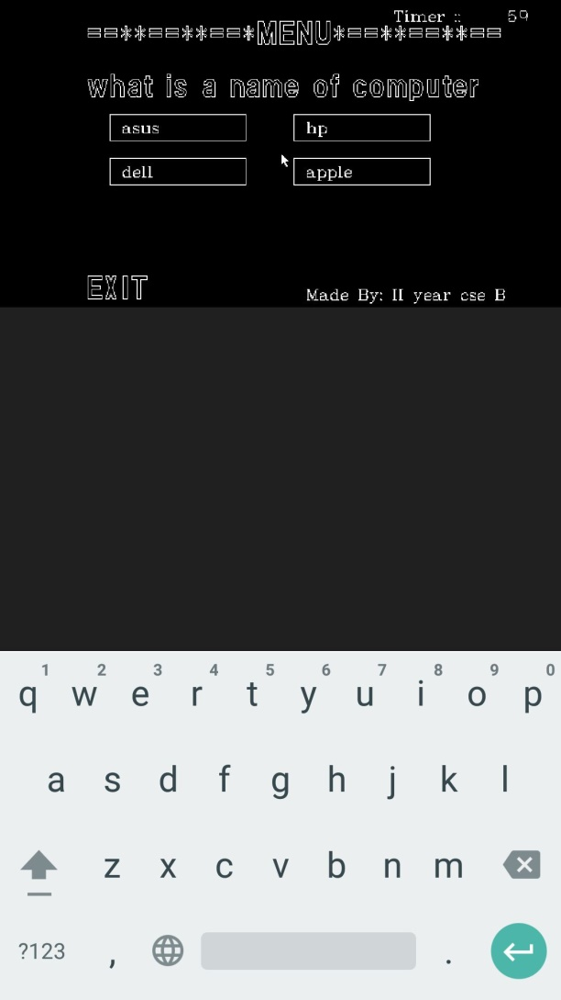 Timer :: 59
==**==**==*MENU*==**==**==
what is a name of computer
asus hp
dell apple
EXIT
Made By: II year cse B
1 2 3 4 5 6 7 8 9 0
q w e r t y u i o p
a s d f g h j k l
z x c v b n m
?123 , .